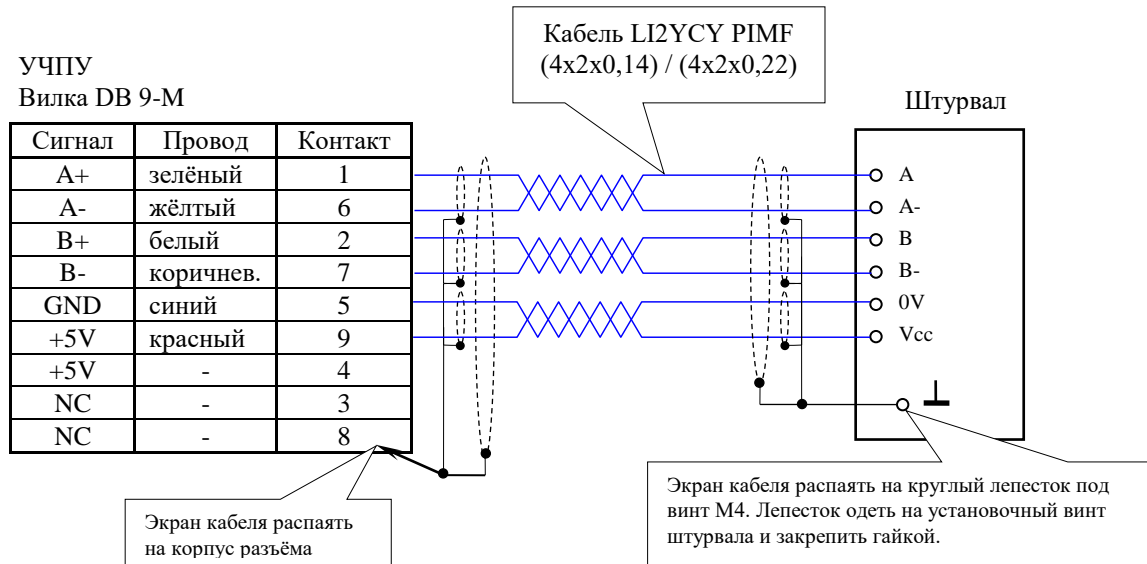 Кабель LI2YCY PIMF
(4x2x0,14) / (4x2x0,22)
УЧПУ
Вилка DB 9-M
Штурвал
Сигнал Провод Контакт
A+ зелёный 1
A- жёлтый 6
B+ белый 2
B- коричнев. 7
GND синий 5
+5V красный 9
+5V - 4
NC - 3
NC - 8
A
A-
B
B-
0V
Vcc
Экран кабеля распаять
на корпус разъёма
Экран кабеля распаять на круглый лепесток под
винт М4. Лепесток одеть на установочный винт
штурвала и закрепить гайкой.